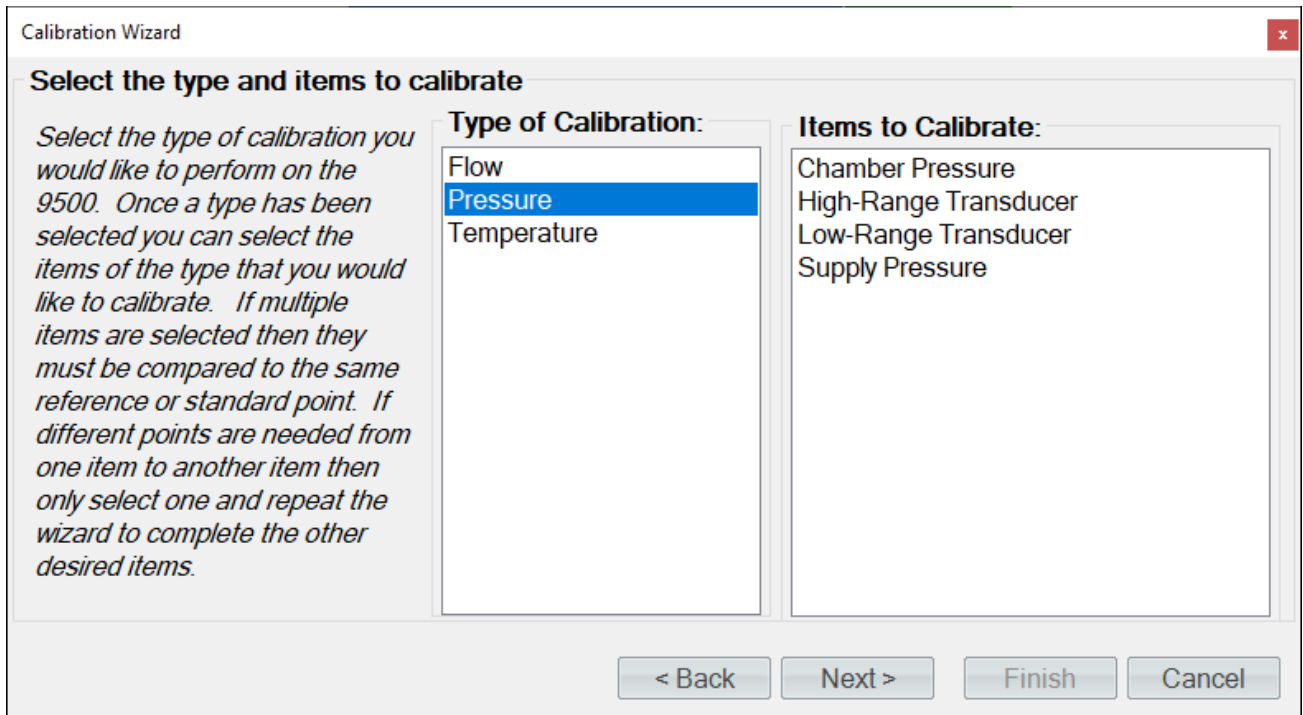 Calibration Wizard
x
Select the type and items to calibrate
Select the type of calibration you
would like to perform on the
9500.  Once a type has been
selected you can select the
items of the type that you would
like to calibrate.   If multiple
items are selected then they
must be compared to the same
reference or standard point.  If
different points are needed from
one item to another item then
only select one and repeat the
wizard to complete the other
desired items.
Type of Calibration:
Flow
Pressure
Temperature
Items to Calibrate:
Chamber Pressure
High-Range Transducer
Low-Range Transducer
Supply Pressure
< Back
Next >
Finish
Cancel